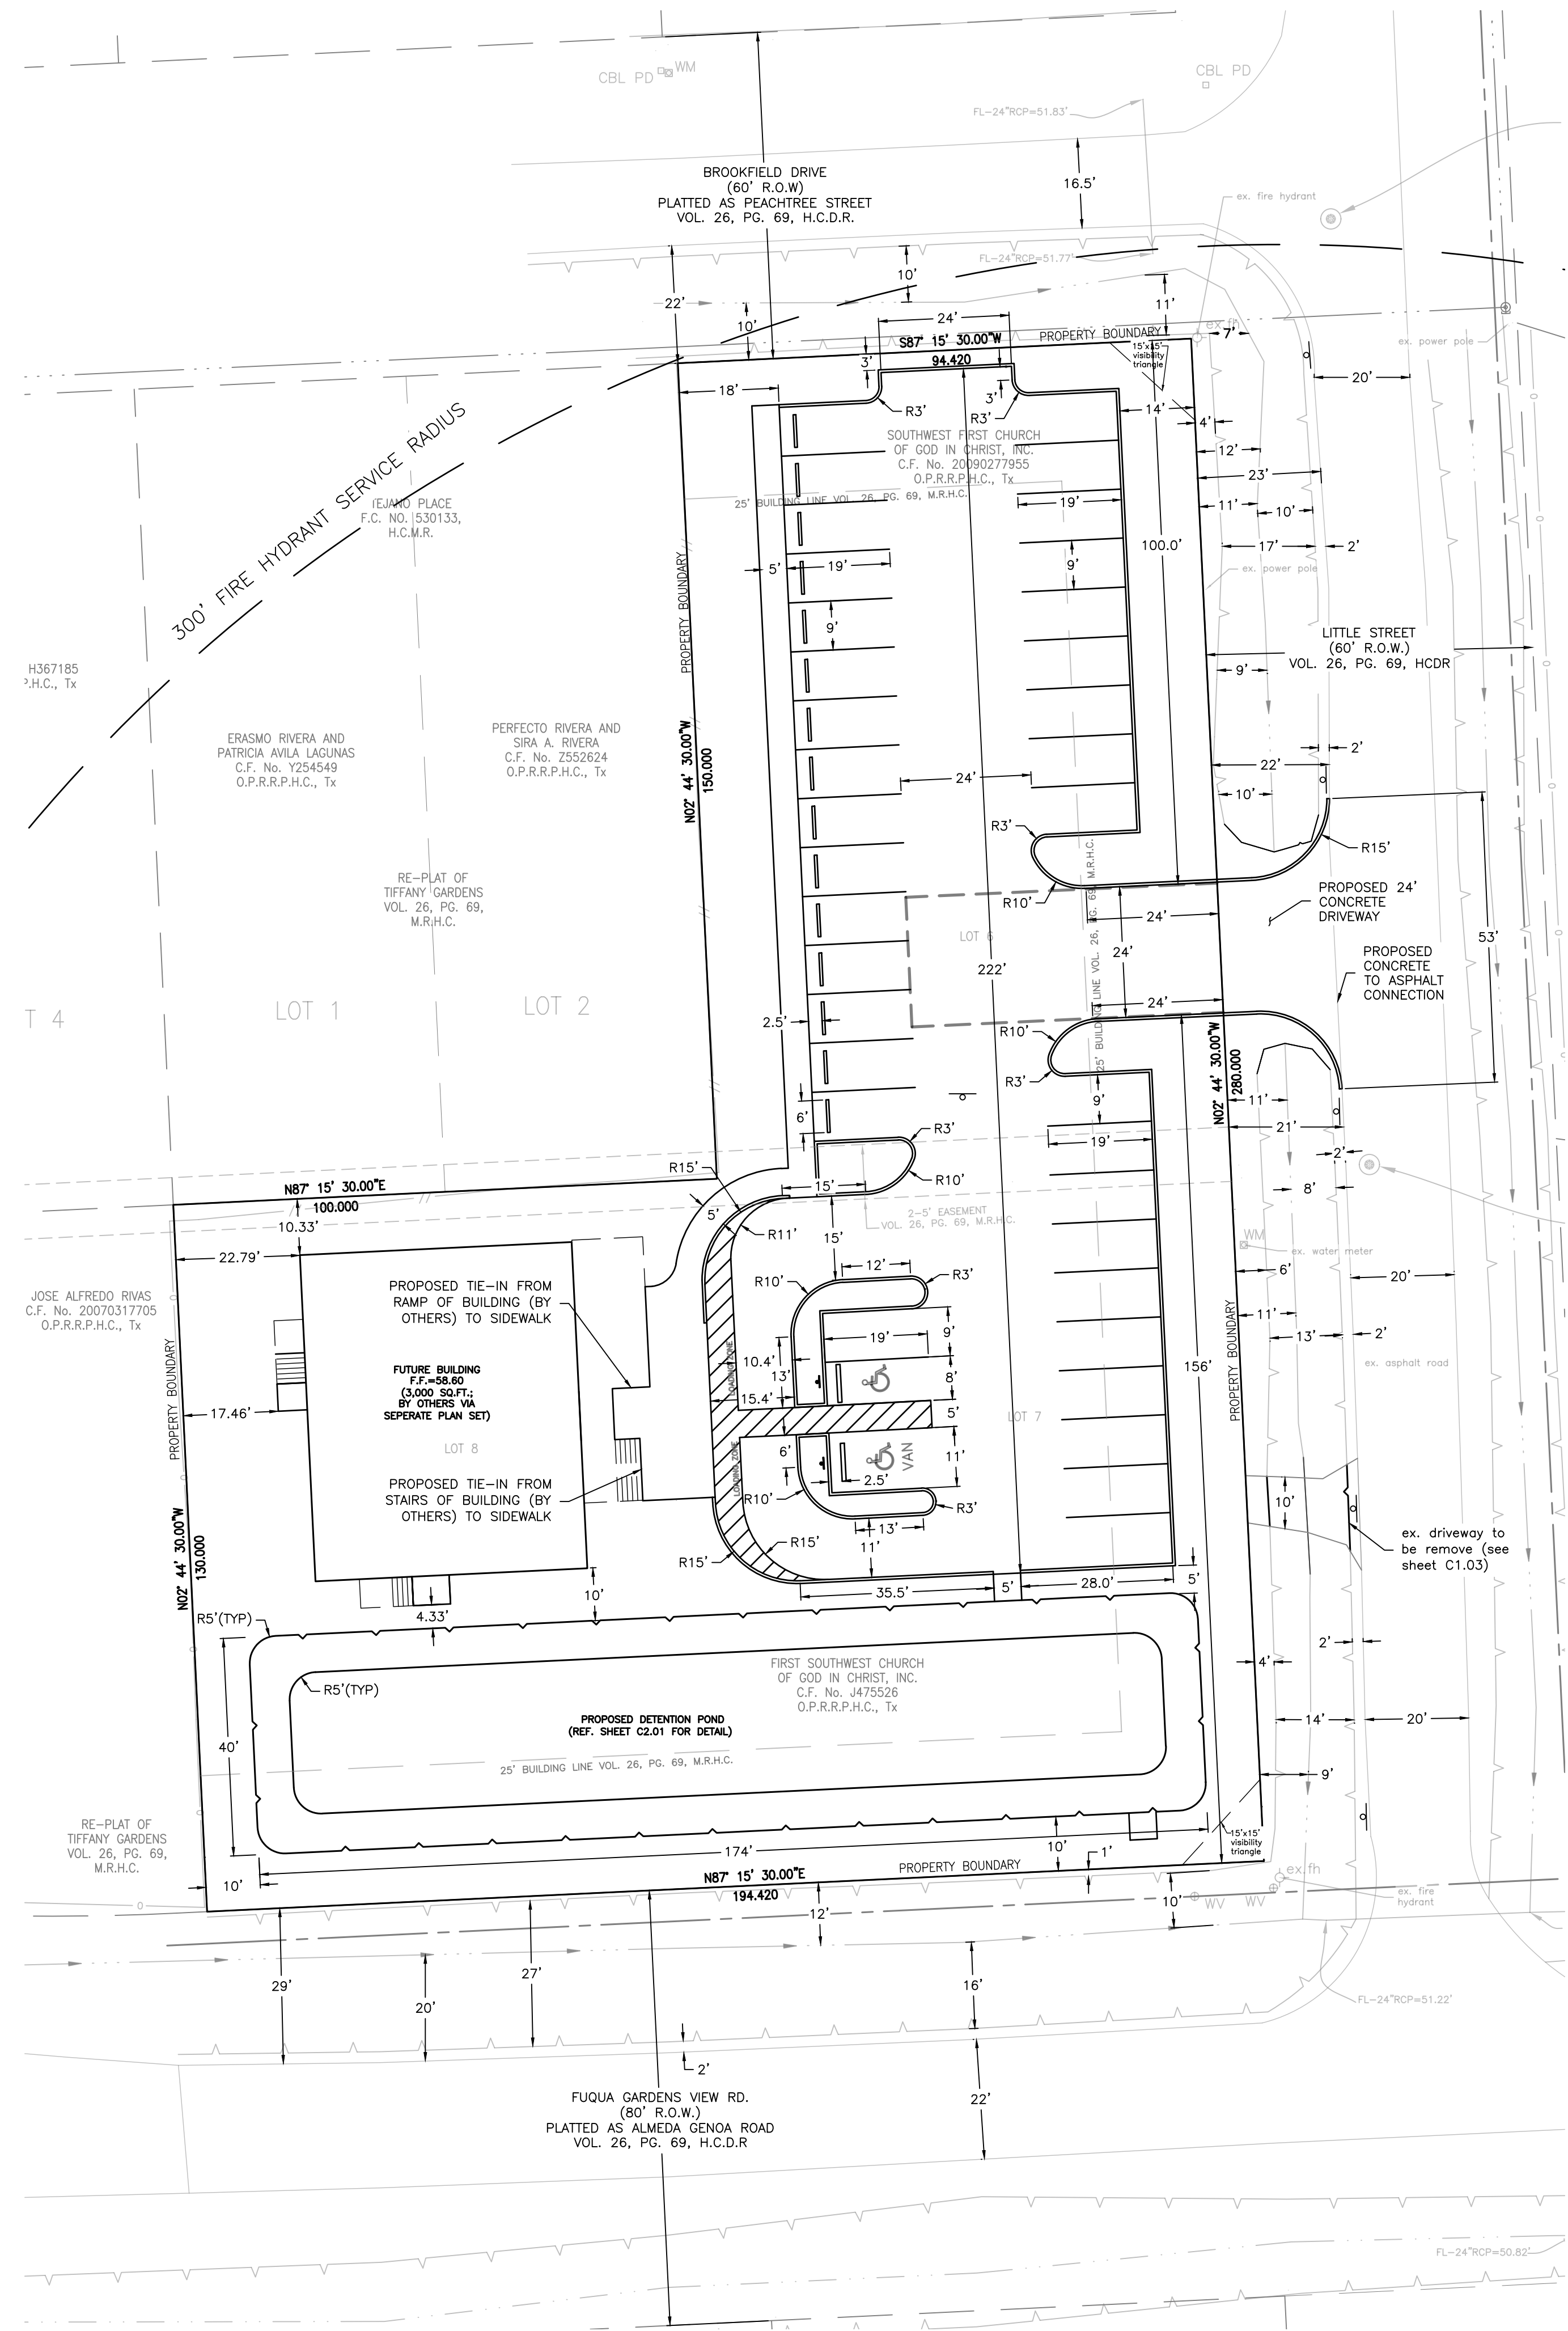 CBL PD
WM
CBL PD
FL-24"RCP=51.83'
BROOKFIELD DRIVE
(60' R.O.W)
PLATTED AS PEACHTREE STREET
VOL. 26, PG. 69, H.C.D.R.
16.5'
ex. fire hydrant
FL-24"RCP=51.77'
10'
22'
10'
24'
11'
ex.fh
7'
S87° 15' 30.00"W
94.420
PROPERTY BOUNDARY
15'x15'
visibility
triangle
ex. power pole
3'
3'
18'
R3'
R3'
14'
4'
20'
300' FIRE HYDRANT SERVICE RADIUS
SOUTHWEST FIRST CHURCH
OF GOD IN CHRIST, INC.
C.F. No. 20090277955
O.P.R.R.P.H.C., Tx
12'
23'
TEJANO PLACE
F.C. NO. 530133,
H.C.M.R.
25' BUILDING LINE VOL. 26, PG. 69, M.R.H.C.
19'
11'
10'
100.0'
17'
2'
5'
19'
9'
ex. power pole
PROPERTY BOUNDARY
9'
LITTLE STREET
(60' R.O.W.)
VOL. 26, PG. 69, HCDR
H367185
P.H.C., Tx
9'
ERASMO RIVERA AND
PATRICIA AVILA LAGUNAS
C.F. No. Y254549
O.P.R.R.P.H.C., Tx
PERFECTO RIVERA AND
SIRA A. RIVERA
C.F. No. Z552624
O.P.R.R.P.H.C., Tx
N02° 44' 30.00"W
150.000
24'
2'
22'
10'
R3'
R15'
RE-PLAT OF
TIFFANY GARDENS
VOL. 26, PG. 69,
M.R.H.C.
R10'
24'
PROPOSED 24'
CONCRETE
DRIVEWAY
LOT 6
25' BUILDING LINE VOL. 26, PG. 69, M.R.H.C.
24'
53'
222'
PROPOSED
CONCRETE
TO ASPHALT
CONNECTION
T 4
LOT 1
LOT 2
24'
2.5'
R10'
R3'
N02° 44' 30.00"W
280.000
9'
11'
6'
R3'
19'
21'
2'
R15'
R10'
8'
N87° 15' 30.00"E
100.000
15'
10.33'
5'
R11'
2-5' EASEMENT
VOL. 26, PG. 69, M.R.H.C.
15'
WM
ex. water meter
22.79'
12'
R10'
R3'
6'
20'
JOSE ALFREDO RIVAS
C.F. No. 20070317705
O.P.R.R.P.H.C., Tx
PROPOSED TIE-IN FROM
RAMP OF BUILDING (BY
OTHERS) TO SIDEWALK
11'
13'
2'
19'
9'
LOADING ZONE
10.4'
13'
8'
156'
ex. asphalt road
FUTURE BUILDING
F.F.=58.60
(3,000 SQ.FT.;
BY OTHERS VIA
SEPERATE PLAN SET)
15.4'
5'
LOT 7
PROPERTY BOUNDARY
PROPERTY BOUNDARY
17.46'
LOT 8
LOADING ZONE
6'
VAN
11'
2.5'
PROPOSED TIE-IN FROM
STAIRS OF BUILDING (BY
OTHERS) TO SIDEWALK
R10'
R3'
13'
10'
R15'
R15'
11'
ex. driveway to
be remove (see
sheet C1.03)
N02° 44' 30.00"W
130.000
10'
35.5'
5'
28.0'
5'
4.33'
R5'(TYP)
2'
4'
FIRST SOUTHWEST CHURCH
OF GOD IN CHRIST, INC.
C.F. No. J475526
O.P.R.R.P.H.C., Tx
R5'(TYP)
PROPOSED DETENTION POND
(REF. SHEET C2.01 FOR DETAIL)
40'
14'
20'
25' BUILDING LINE VOL. 26, PG. 69, M.R.H.C.
9'
RE-PLAT OF
TIFFANY GARDENS
VOL. 26, PG. 69,
M.R.H.C.
174'
10'
1'
15'x15'
visibility
triangle
10'
N87° 15' 30.00"E
194.420
PROPERTY BOUNDARY
ex.fh
ex. fire
hydrant
10'
WV
WV
12'
29'
27'
20'
16'
FL-24"RCP=51.22'
2'
FUQUA GARDENS VIEW RD.
(80' R.O.W.)
PLATTED AS ALMEDA GENOA ROAD
VOL. 26, PG. 69, H.C.D.R
22'
FL-24"RCP=50.82'